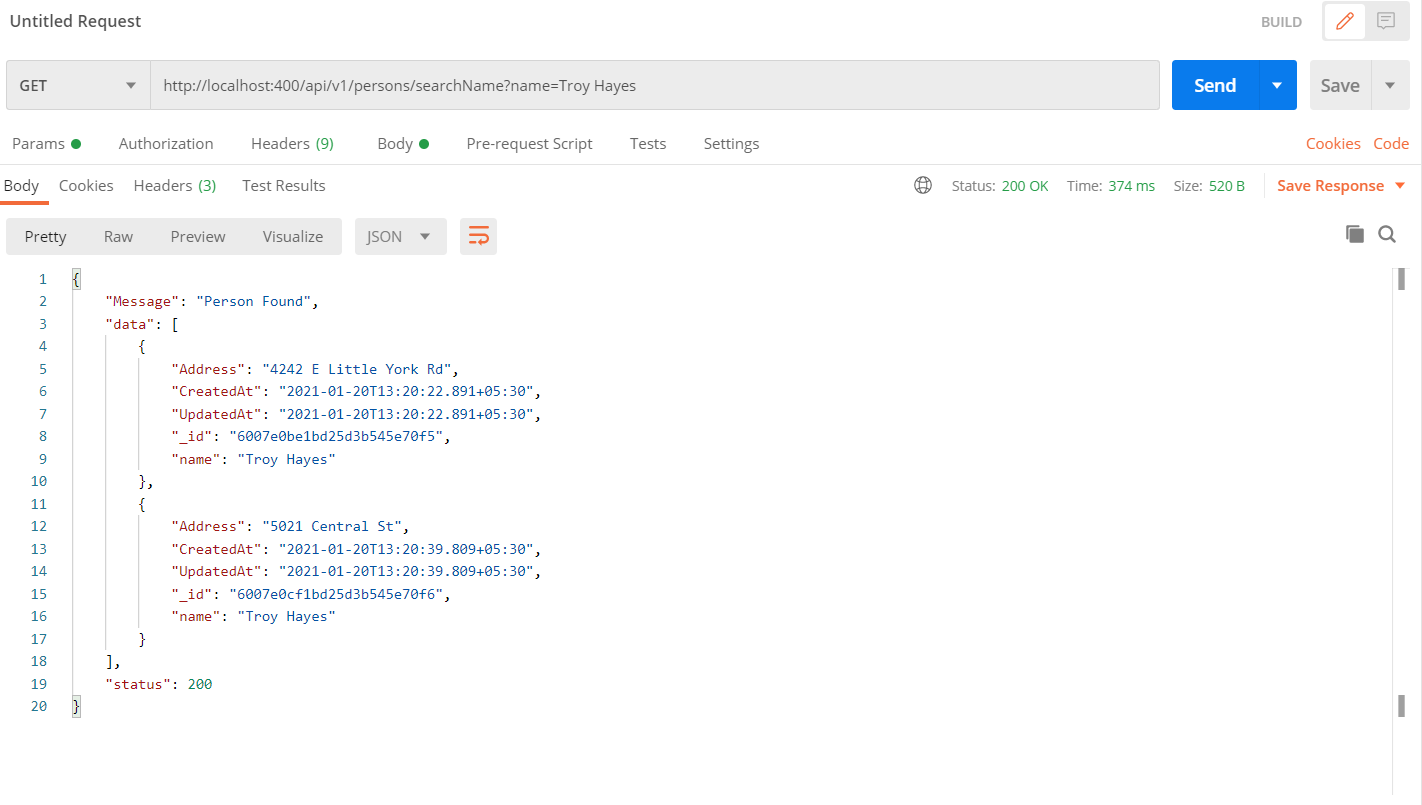 Untitled Request
BUILD
GET
http://localhost:400/api/v1/persons/searchName?name=Troy Hayes
Send
Save
Params
Authorization
Headers (9)
Body
Pre-request Script
Tests
Settings
Cookies
Code
Body
Cookies
Headers (3)
Test Results
Status: 200 OK
Time: 374 ms
Size: 520 B
Save Response
Pretty
Raw
Preview
Visualize
JSON
1 {
2 "Message": "Person Found",
3 "data": [
4 {
5 "Address": "4242 E Little York Rd",
6 "CreatedAt": "2021-01-20T13:20:22.891+05:30",
7 "UpdatedAt": "2021-01-20T13:20:22.891+05:30",
8 "_id": "6007e0be1bd25d3b545e70f5",
9 "name": "Troy Hayes"
10 },
11 {
12 "Address": "5021 Central St",
13 "CreatedAt": "2021-01-20T13:20:39.809+05:30",
14 "UpdatedAt": "2021-01-20T13:20:39.809+05:30",
15 "_id": "6007e0cf1bd25d3b545e70f6",
16 "name": "Troy Hayes"
17 }
18 ],
19 "status": 200
20 }